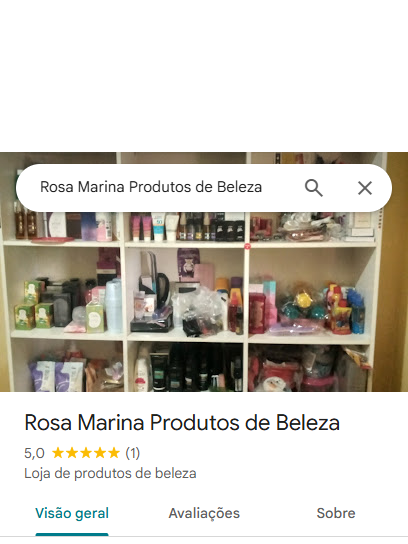 Rosa Marina Produtos de Beleza
Rosa Marina Produtos de Beleza
5,0 ★★★★★ (1)
Loja de produtos de beleza
Visão geral Avaliações Sobre